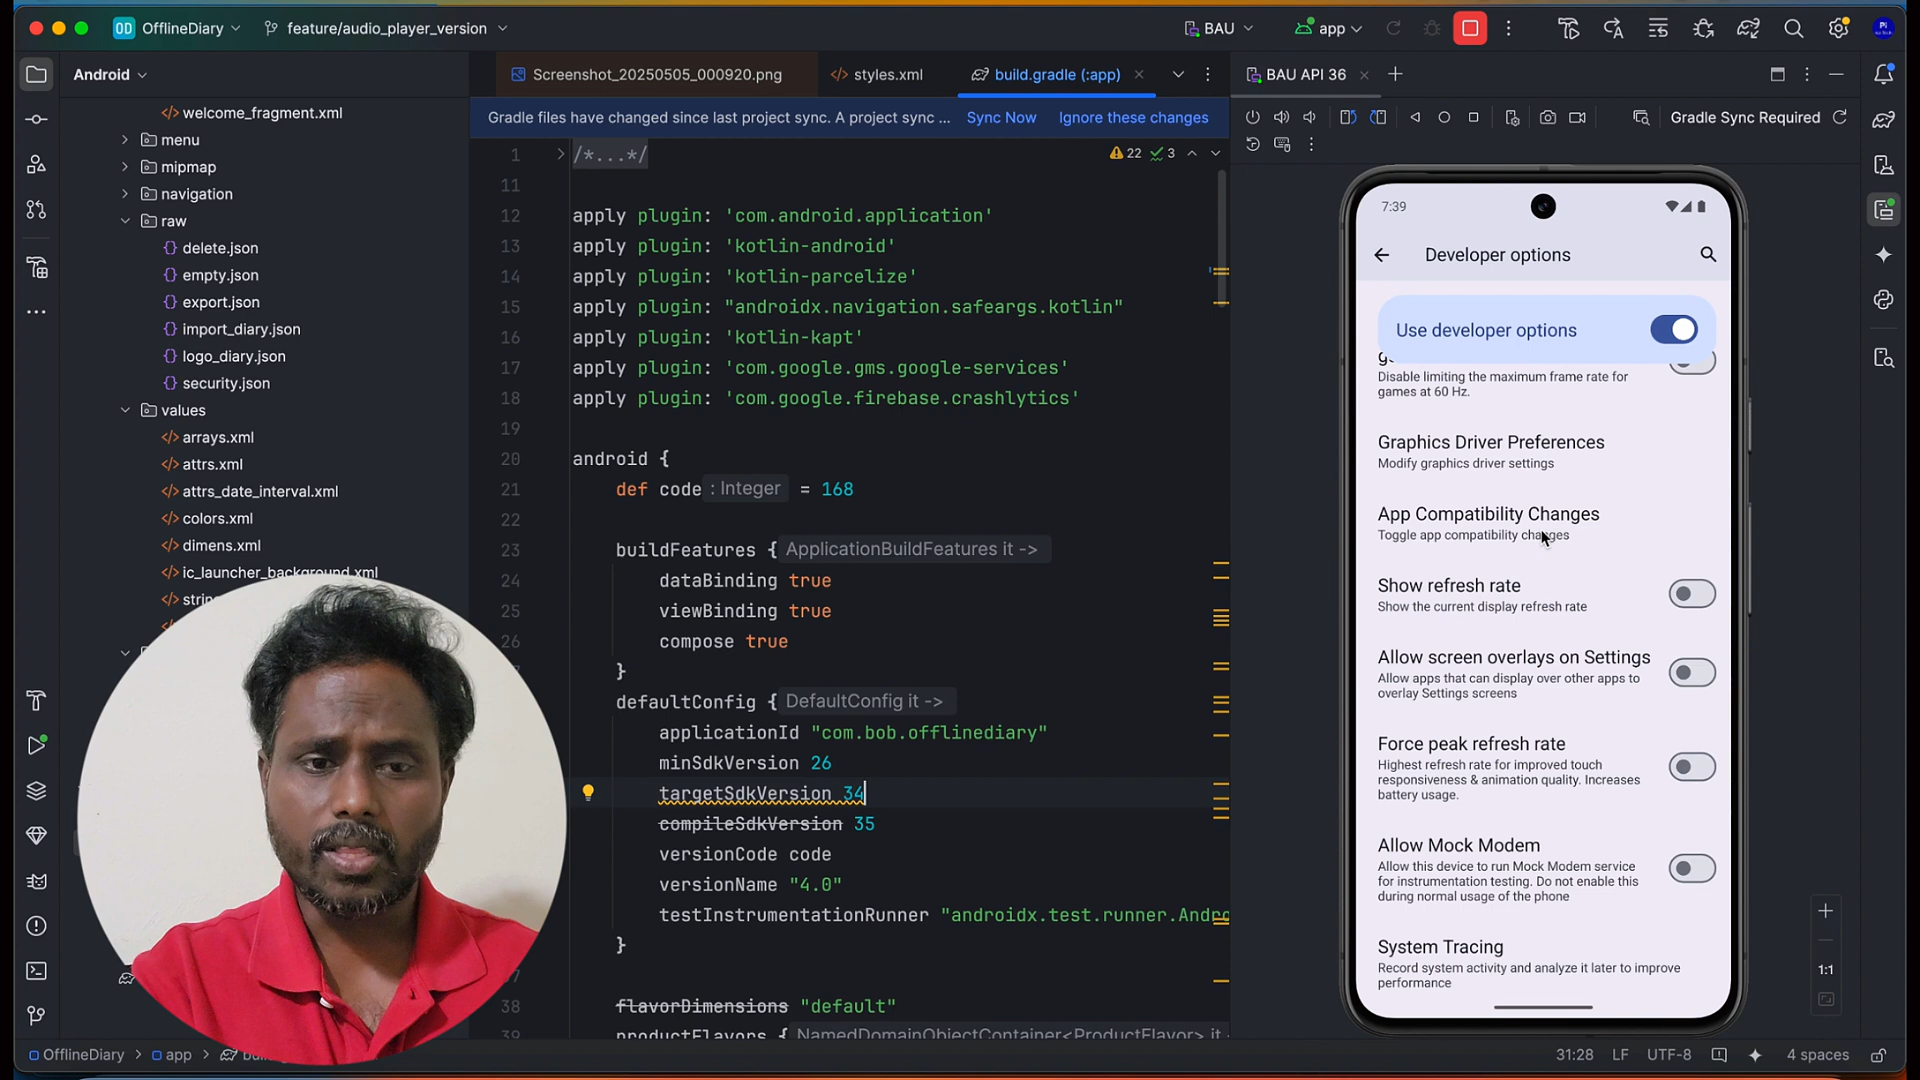 OD OfflineDiary feature/audio_player_version BAU app
Android
welcome_fragment.xml
menu
mipmap
navigation
raw
delete.json
empty.json
export.json
import_diary.json
logo_diary.json
security.json
values
arrays.xml
attrs.xml
attrs_date_interval.xml
colors.xml
dimens.xml
ic_launcher_background.xml
Screenshot_20250505_000920.png styles.xml build.gradle (:app)
Gradle files have changed since last project sync. A project sync ... Sync Now Ignore these changes
22 3
1 /*...*/
11
12 apply plugin: 'com.android.application'
13 apply plugin: 'kotlin-android'
14 apply plugin: 'kotlin-parcelize'
15 apply plugin: "androidx.navigation.safeargs.kotlin"
16 apply plugin: 'kotlin-kapt'
17 apply plugin: 'com.google.gms.google-services'
18 apply plugin: 'com.google.firebase.crashlytics'
19
20 android {
21 def code : Integer = 168
22
23 buildFeatures { ApplicationBuildFeatures it ->
24 dataBinding true
25 viewBinding true
26 compose true
}
defaultConfig { DefaultConfig it ->
applicationId "com.bob.offlinediary"
minSdkVersion 26
targetSdkVersion 34
compileSdkVersion 35
versionCode code
versionName "4.0"
testInstrumentationRunner "androidx.test.runner.Andro
}
38 flavorDimensions "default"
39 productFlavors { NamedDomainObjectContainer<ProductFlavor> it
BAU API 36
Gradle Sync Required
7:39
Developer options
Use developer options
Disable limiting the maximum frame rate for
games at 60 Hz.
Graphics Driver Preferences
Modify graphics driver settings
App Compatibility Changes
Toggle app compatibility changes
Show refresh rate
Show the current display refresh rate
Allow screen overlays on Settings
Allow apps that can display over other apps to
overlay Settings screens
Force peak refresh rate
Highest refresh rate for improved touch
responsiveness & animation quality. Increases
battery usage.
Allow Mock Modem
Allow this device to run Mock Modem service
for instrumentation testing. Do not enable this
during normal usage of the phone
System Tracing
Record system activity and analyze it later to improve
performance
1:1
OfflineDiary app
31:28 LF UTF-8 4 spaces